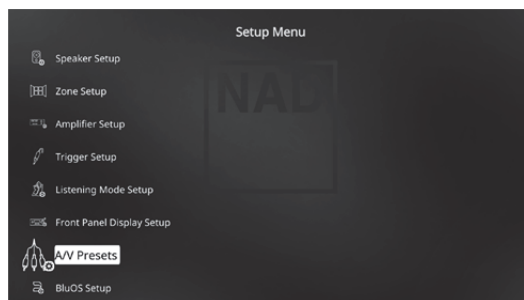 Setup Menu
Speaker Setup
NAD
Zone Setup
Amplifier Setup
Trigger Setup
Listening Mode Setup
Front Panel Display Setup
A/V Presets
BluOS Setup